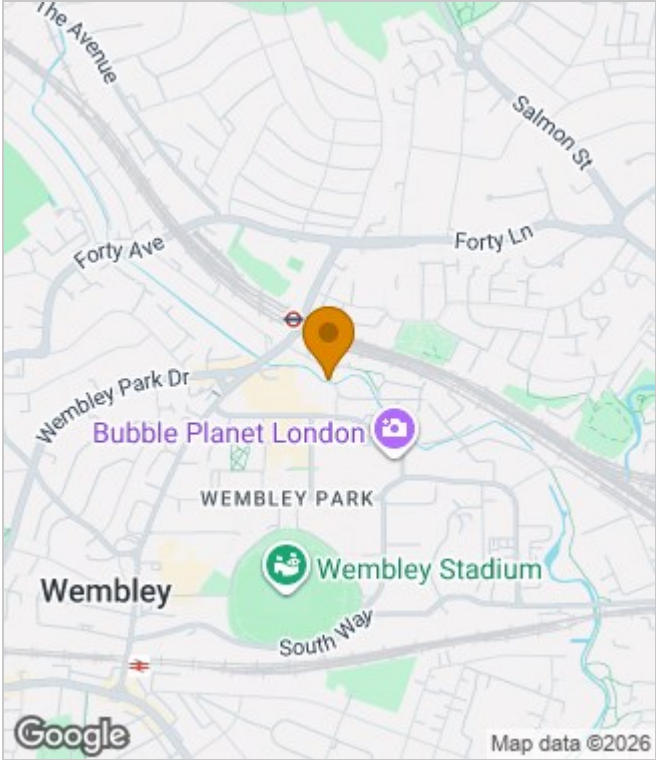 The Avenue
Salmon St
Forty Ave
Forty Ln
Wembley Park Dr
Bubble Planet London
WEMBLEY PARK
Wembley Stadium
Wembley
South Way
Google
Map data ©2026